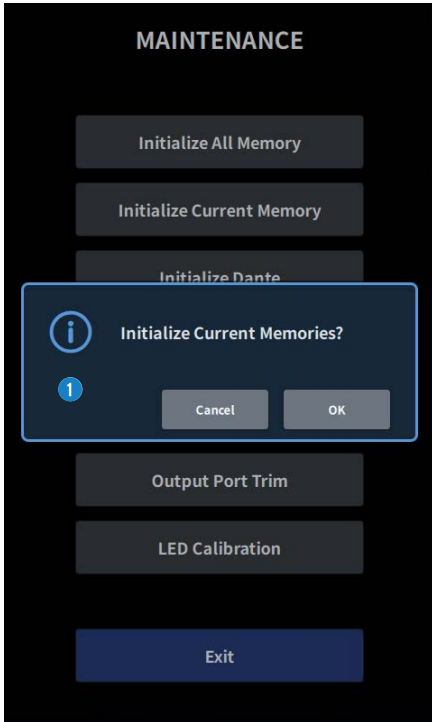 MAINTENANCE
Initialize All Memory
Initialize Current Memory
Initialize Dante
Initialize Current Memories?
1
Cancel OK
Output Port Trim
LED Calibration
Exit